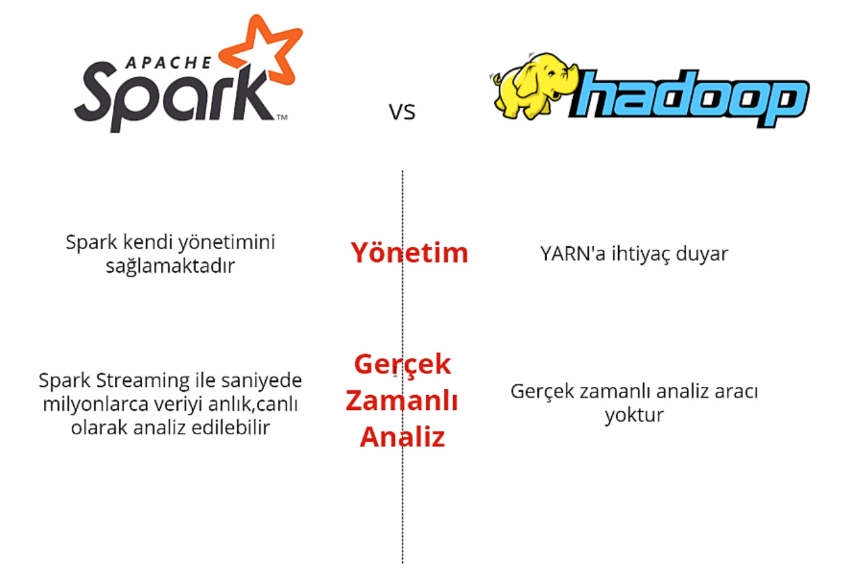 APACHE
Spark™
vs
hadoop
Spark kendi yönetimini
sağlamaktadır
Yönetim
YARN'a ihtiyaç duyar
Spark Streaming ile saniyede
milyonlarca veriyi anlık,canlı
olarak analiz edilebilir
Gerçek
Zamanlı
Analiz
Gerçek zamanlı analiz aracı
yoktur